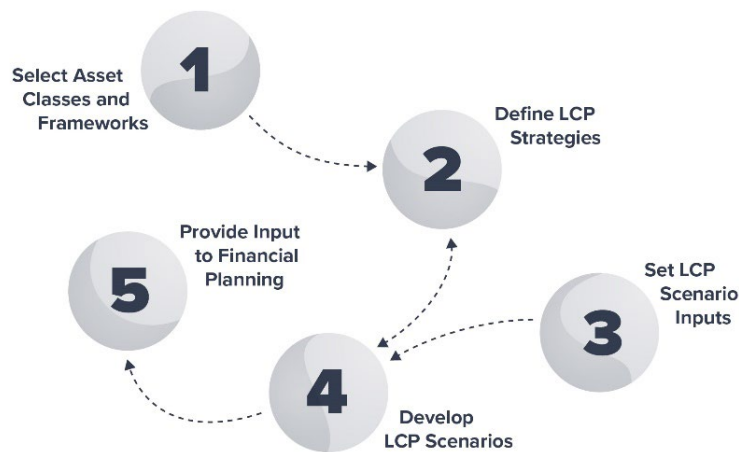 1
Select Asset
Classes and
Frameworks
2
Define LCP
Strategies
3
Set LCP
Scenario
Inputs
4
Develop
LCP Scenarios
5
Provide Input
to Financial
Planning